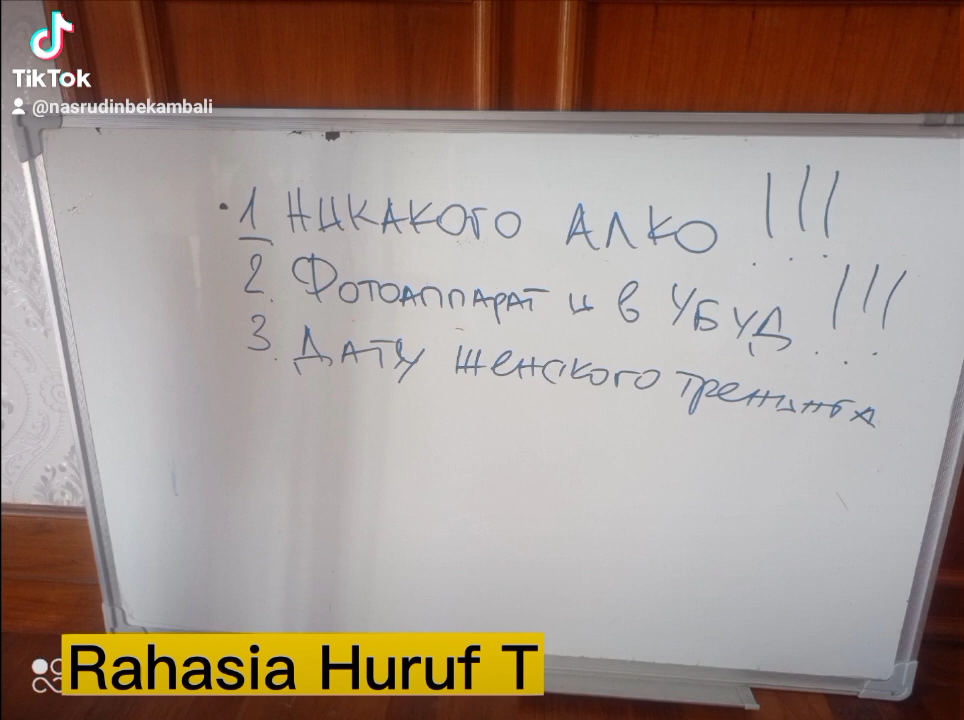 TikTok
@nasrudinbekambali
1 НИКАКОГО АЛКО !!!
2. ФОТОАППАРАТ и в УБУД !!!
3. ДАТУ ЖЕНСКОГО ТРЕНИНГА
Rahasia Huruf T